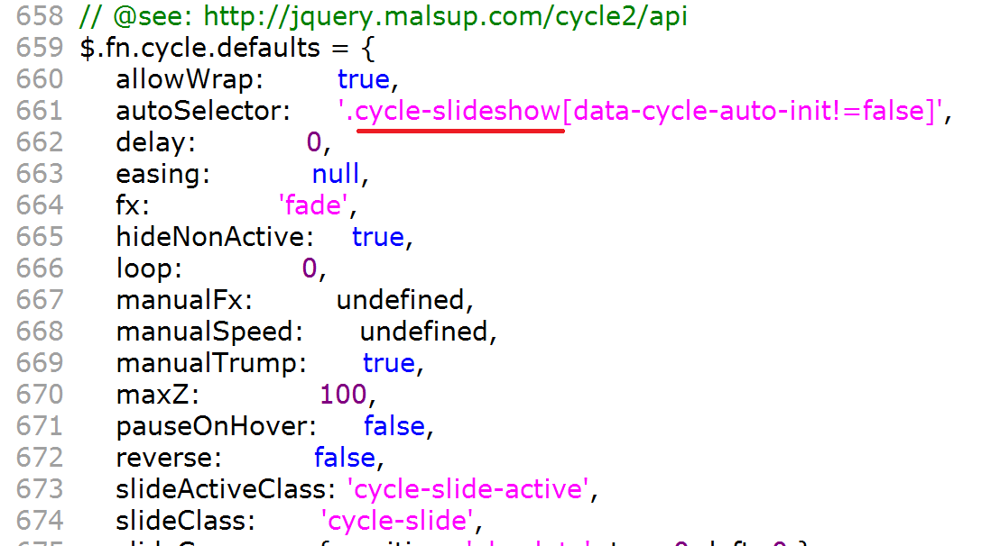 658 // @see: http://jquery.malsup.com/cycle2/api
659 $.fn.cycle.defaults = {
660 allowWrap: true,
661 autoSelector: '.cycle-slideshow[data-cycle-auto-init!=false]',
662 delay: 0,
663 easing: null,
664 fx: 'fade',
665 hideNonActive: true,
666 loop: 0,
667 manualFx: undefined,
668 manualSpeed: undefined,
669 manualTrump: true,
670 maxZ: 100,
671 pauseOnHover: false,
672 reverse: false,
673 slideActiveClass: 'cycle-slide-active',
674 slideClass: 'cycle-slide',